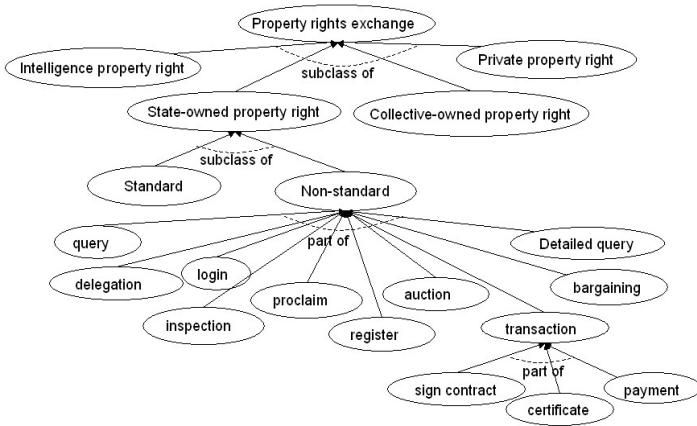 Property rights exchange
Intelligence property right
subclass of
Private property right
State-owned property right
Collective-owned property right
subclass of
Standard
Non-standard
query
part of
Detailed query
delegation
login
bargaining
proclaim
auction
inspection
register
transaction
part of
sign contract
payment
certificate